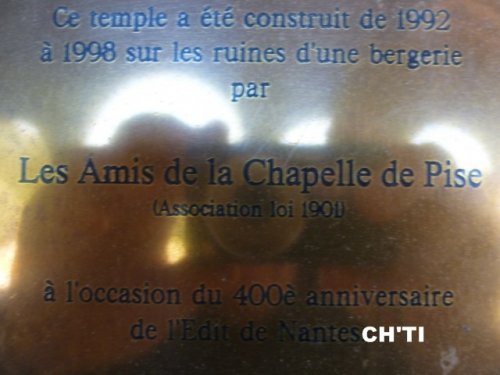 Ce temple a été construit de 1992
à 1998 sur les ruines d'une bergerie
par
Les Amis de la Chapelle de Pise
(Association loi 1901)
à l'occasion du 400è anniversaire
de l'Edit de Nantes CH'TI